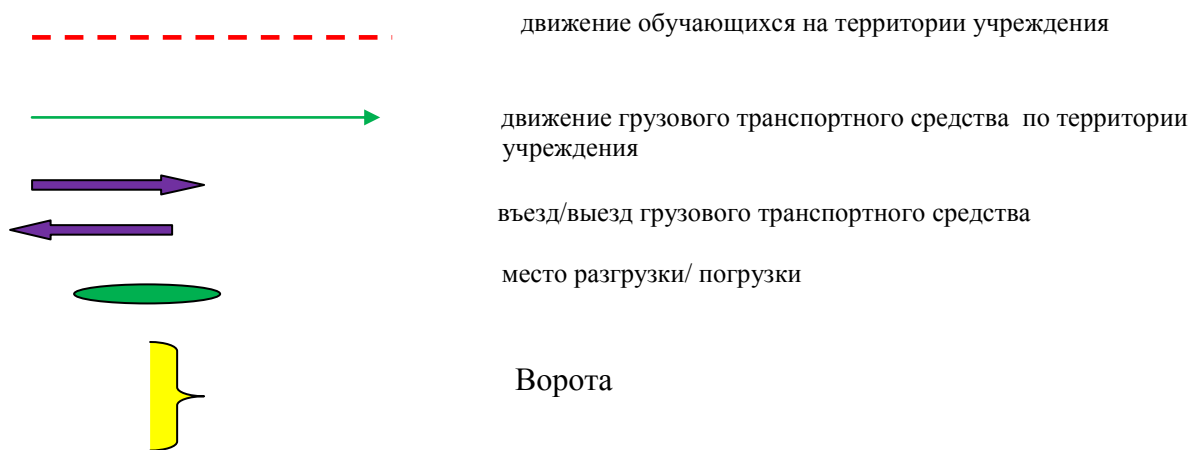 движение обучающихся на территории учреждения
движение грузового транспортного средства по территории
учреждения
въезд/выезд грузового транспортного средства
место разгрузки/ погрузки
Ворота